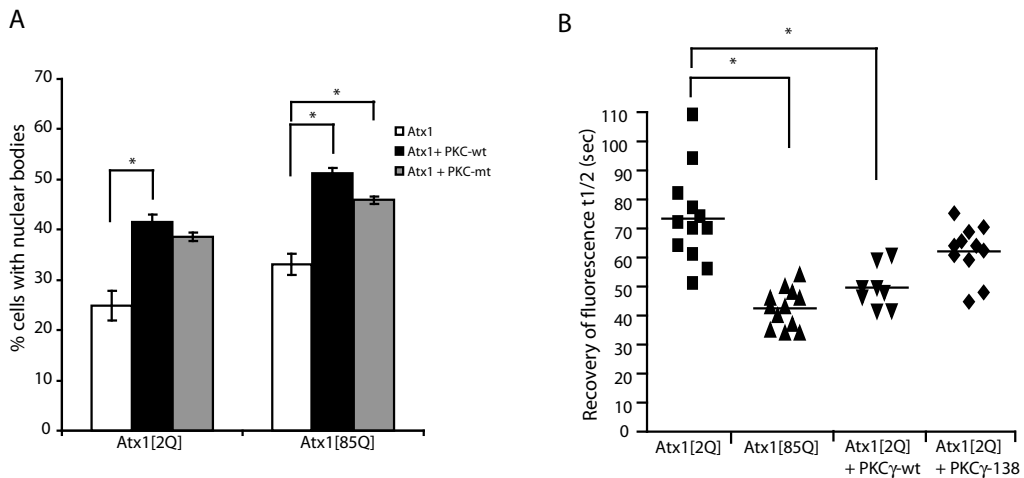 A
% cells with nuclear bodies
70
60
50
40
30
20
10
0
*
*
*
Atx1
Atx1+ PKC-wt
Atx1 + PKC-mt
Atx1[2Q]
Atx1[85Q]
B
Recovery of fluorescence t1/2 (sec)
110
100
90
80
70
60
50
40
30
20
10
0
*
*
Atx1[2Q]
Atx1[85Q]
Atx1[2Q]
+ PKCγ-wt
Atx1[2Q]
+ PKCγ-138